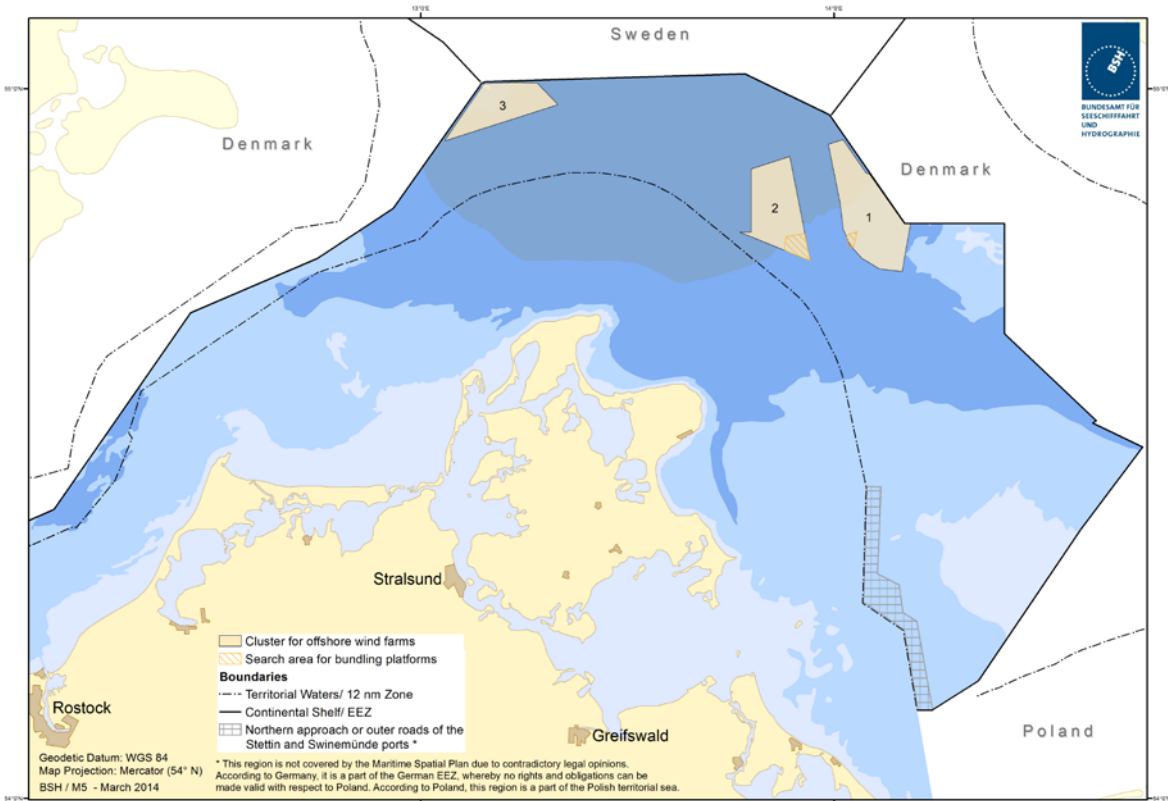 13°0'E
14°0'E
Sweden
BSH
BUNDESAMT FÜR
SEESCHIFFFAHRT
UND
HYDROGRAPHIE
55°0'N
55°0'N
3
Denmark
Denmark
2
1
Stralsund
Cluster for offshore wind farms
Search area for bundling platforms
Boundaries
Territorial Waters/ 12 nm Zone
Continental Shelf/ EEZ
Northern approach or outer roads of the
Stettin and Swinemünde ports *
Rostock
Greifswald
Poland
Geodetic Datum: WGS 84
Map Projection: Mercator (54° N)
BSH / M5 - March 2014
* This region is not covered by the Maritime Spatial Plan due to contradictory legal opinions.
According to Germany, it is a part of the German EEZ, whereby no rights and obligations can be
made valid with respect to Poland. According to Poland, this region is a part of the Polish territorial sea.
54°0'N
54°0'N